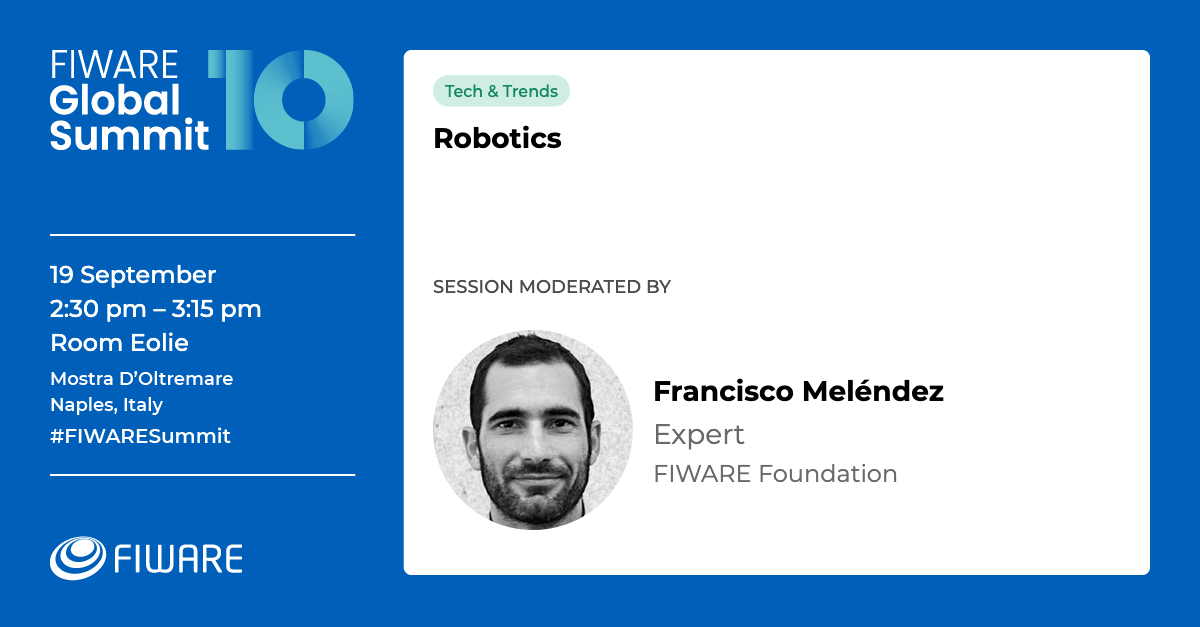 FIWARE
Global
Summit
10
19 September
2:30 pm – 3:15 pm
Room Eolie
Mostra D’Oltremare
Naples, Italy
#FIWARESummit
FIWARE
Tech & Trends
Robotics
SESSION MODERATED BY
Francisco Meléndez
Expert
FIWARE Foundation